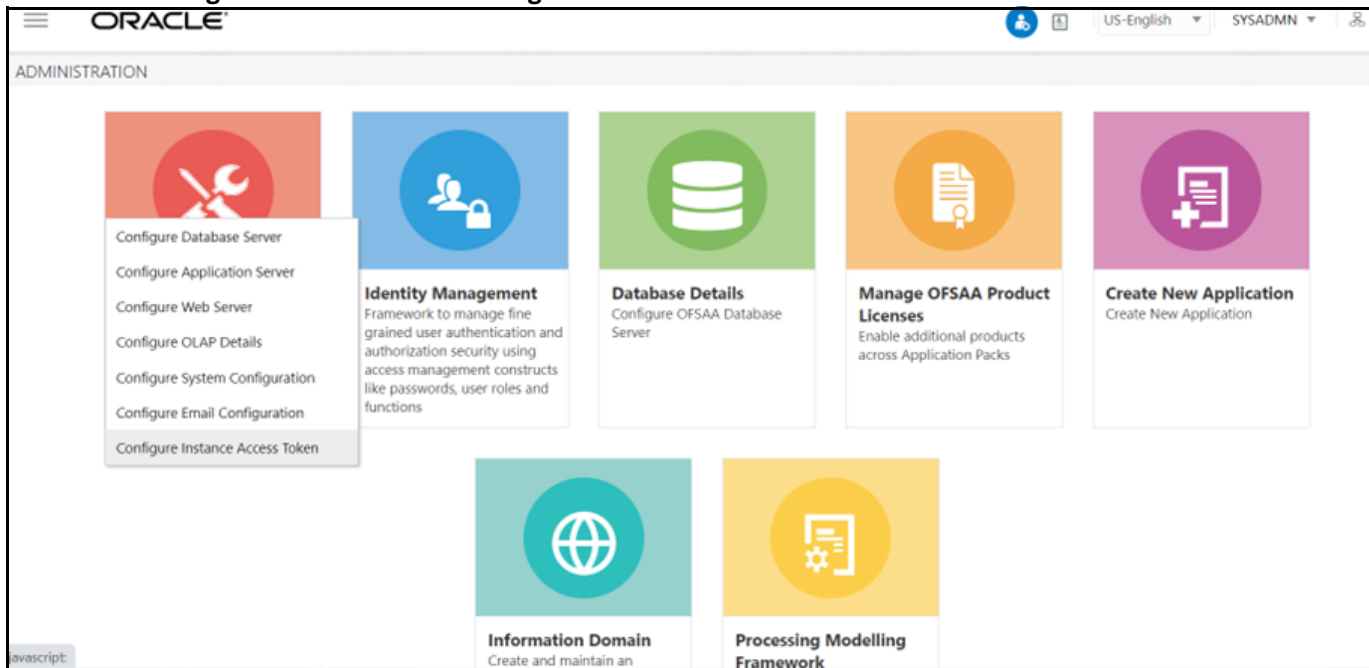 ORACLE
US-English
SYSADMN
ADMINISTRATION
Configure Database Server
Configure Application Server
Configure Web Server
Configure OLAP Details
Configure System Configuration
Configure Email Configuration
Configure Instance Access Token
Identity Management
Framework to manage fine
grained user authentication and
authorization security using
access management constructs
like passwords, user roles and
functions
Database Details
Configure OFSAA Database
Server
Manage OFSAA Product
Licenses
Enable additional products
across Application Packs
Create New Application
Create New Application
Information Domain
Create and maintain an
Processing Modelling
Framework
javascript: